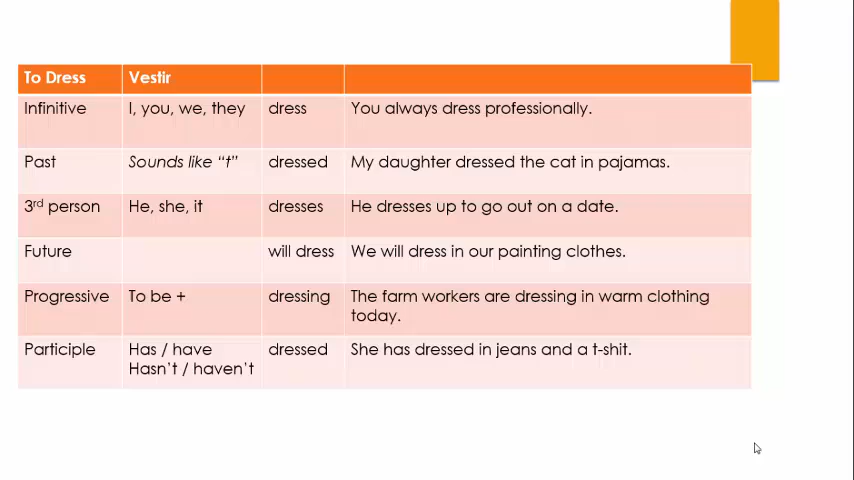 To Dress Vestir
Infinitive I, you, we, they dress You always dress professionally.
Past Sounds like “t” dressed My daughter dressed the cat in pajamas.
3rd person He, she, it dresses He dresses up to go out on a date.
Future will dress We will dress in our painting clothes.
Progressive To be + dressing The farm workers are dressing in warm clothing
today.
Participle Has / have dressed She has dressed in jeans and a t-shit.
Hasn’t / haven’t